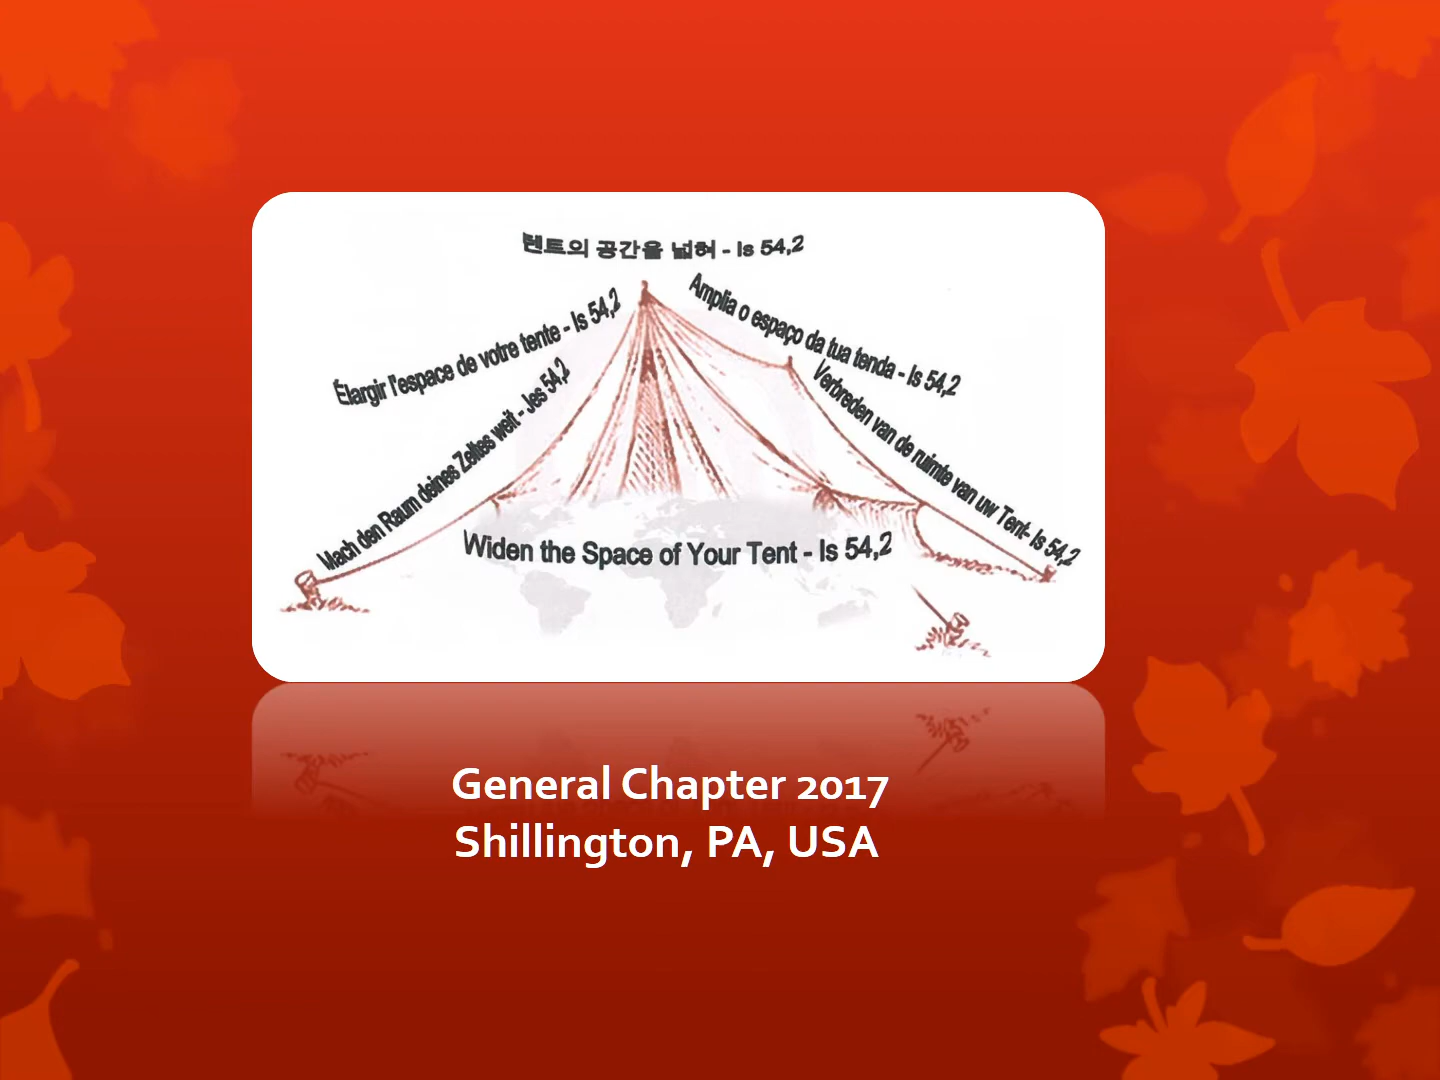 텐트의 공간을 넓혀 - Is 54,2
Élargir l'espace de votre tente - Is 54,2
Amplia o espaço da tua tenda - Is 54,2
Mach den Raum deines Zeltes weit - Jes 54,2
Verbreden van de ruimte van uw Tent- Is 54,2
Widen the Space of Your Tent - Is 54,2
General Chapter 2017
Shillington, PA, USA